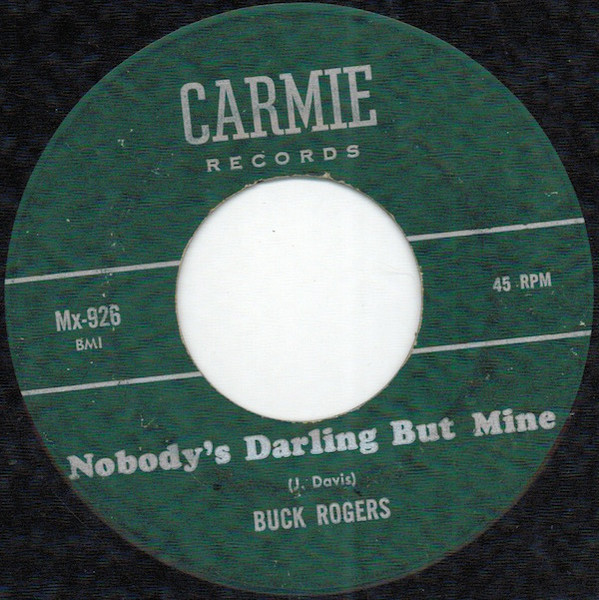 CARMIE
RECORDS
45 RPM
Mx-926
BMI
Nobody's Darling But Mine
(J. Davis)
BUCK ROGERS